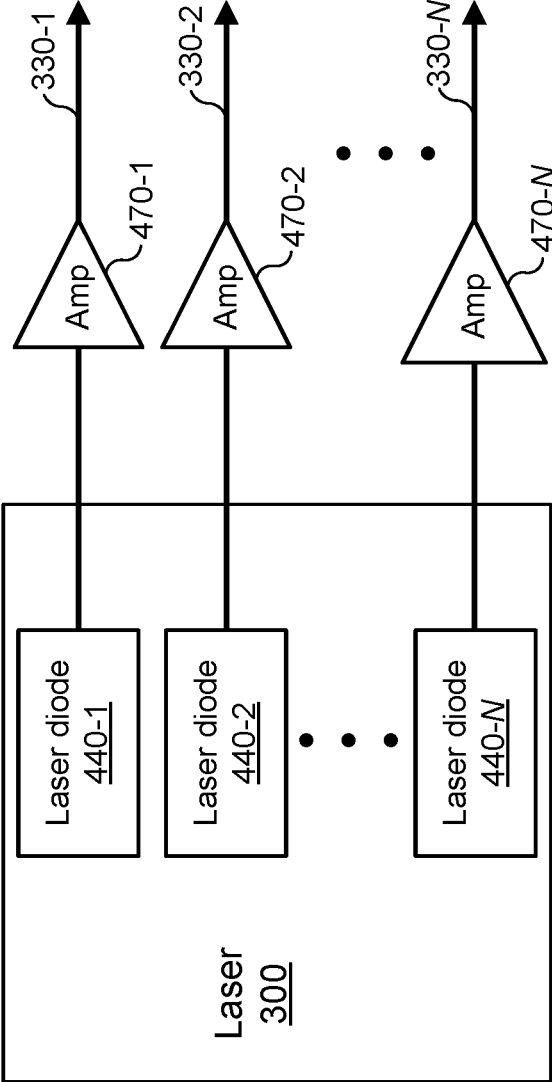 Laser
300
Laser diode
440-1
Laser diode
440-2
Laser diode
440-N
Amp
470-1
330-1
Amp
470-2
330-2
Amp
470-N
330-N